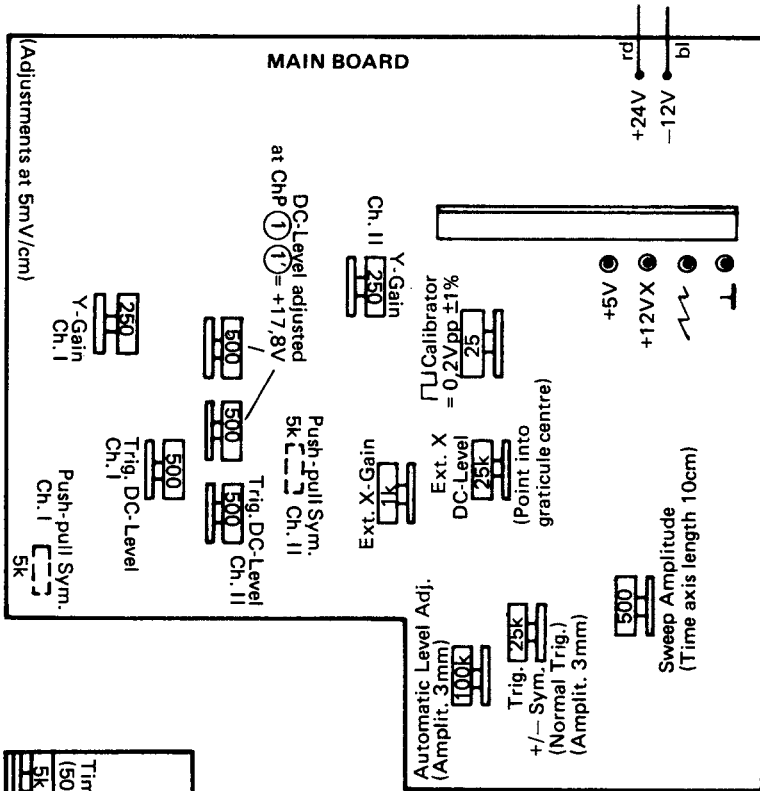 MAIN BOARD
(Adjustments at 5mV/cm)
rd
bl
+24V
−12V
DC-Level adjusted
at ChP 1 1' = +17,8V
Ch. II
Y-Gain
250
+5V
+12VX
Calibrator
= 0,2Vpp ±1%
25
250
Y-Gain
Ch. I
500
500
500
Trig. DC-Level
Ch. I
500
Trig. DC-Level
Ch. II
Push-pull Sym.
5k Ch. II
Ext. X-Gain
1k
Ext. X
DC-Level
25k
(Point into
graticule centre)
Push-pull Sym.
Ch. I
5k
Automatic Level Adj.
(Amplit. 3mm)
100k
Trig. 25k
+/− Sym.
(Normal Trig.)
(Amplit. 3mm)
500
Sweep Amplitude
(Time axis length 10cm)
5k
(50
Tim